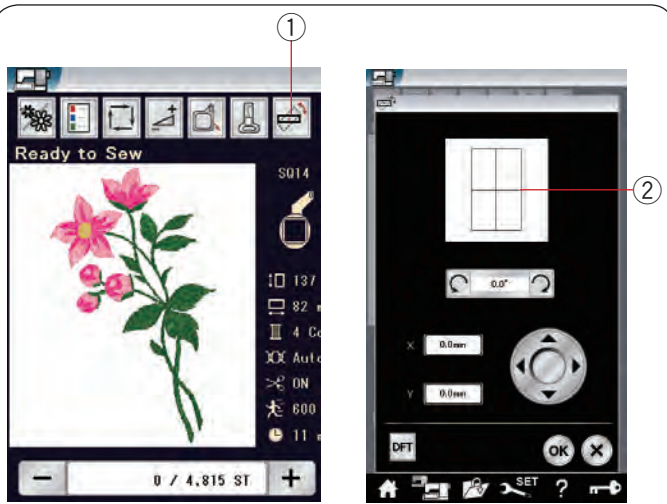 ①
Ready to Sew
SQ14
137
82
4
Auto
ON
600
11
− 0 / 4,815 ST +
②
0.0°
X 0.0mm
Y 0.0mm
DFT OK X
SET ?